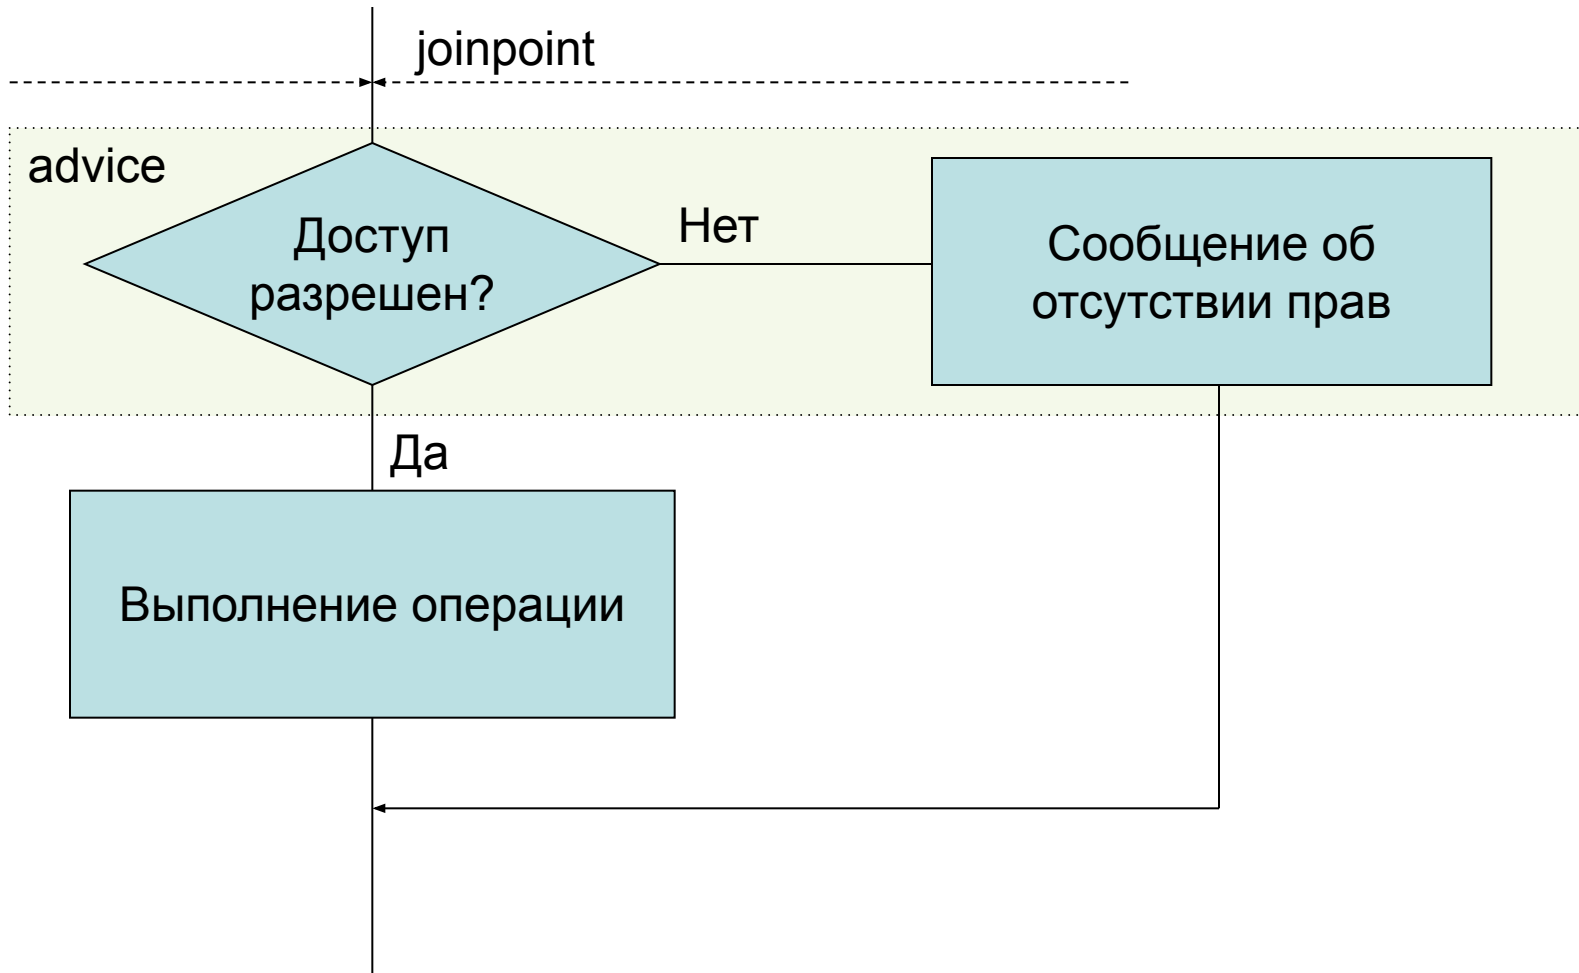 joinpoint
advice
Доступ
разрешен?
Нет
Сообщение об
отсутствии прав
Да
Выполнение операции